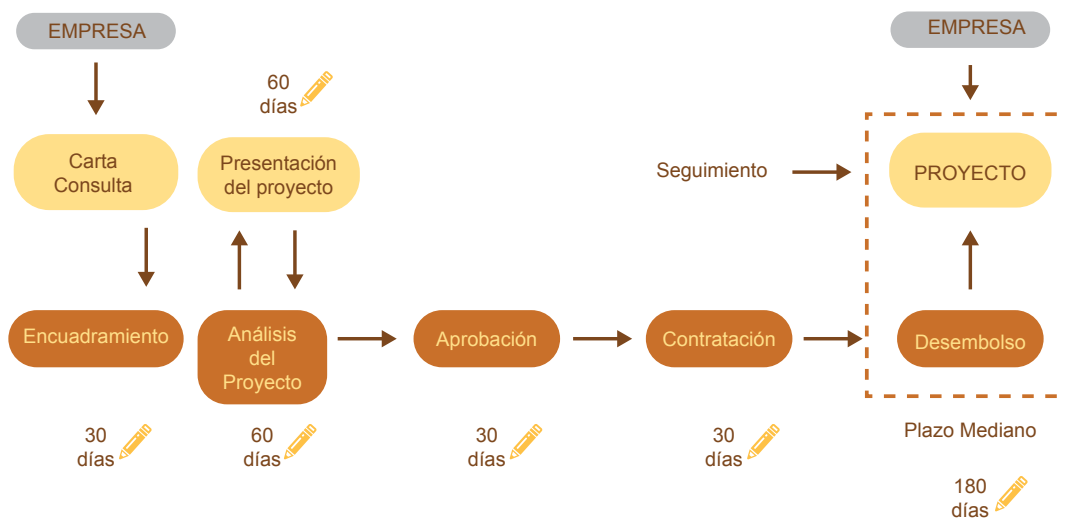 EMPRESA
EMPRESA
60
días
Carta
Consulta
Presentación
del proyecto
Seguimiento
PROYECTO
Encuadramiento
Análisis
del
Proyecto
Aprobación
Contratación
Desembolso
30
días
60
días
30
días
30
días
Plazo Mediano
180
días